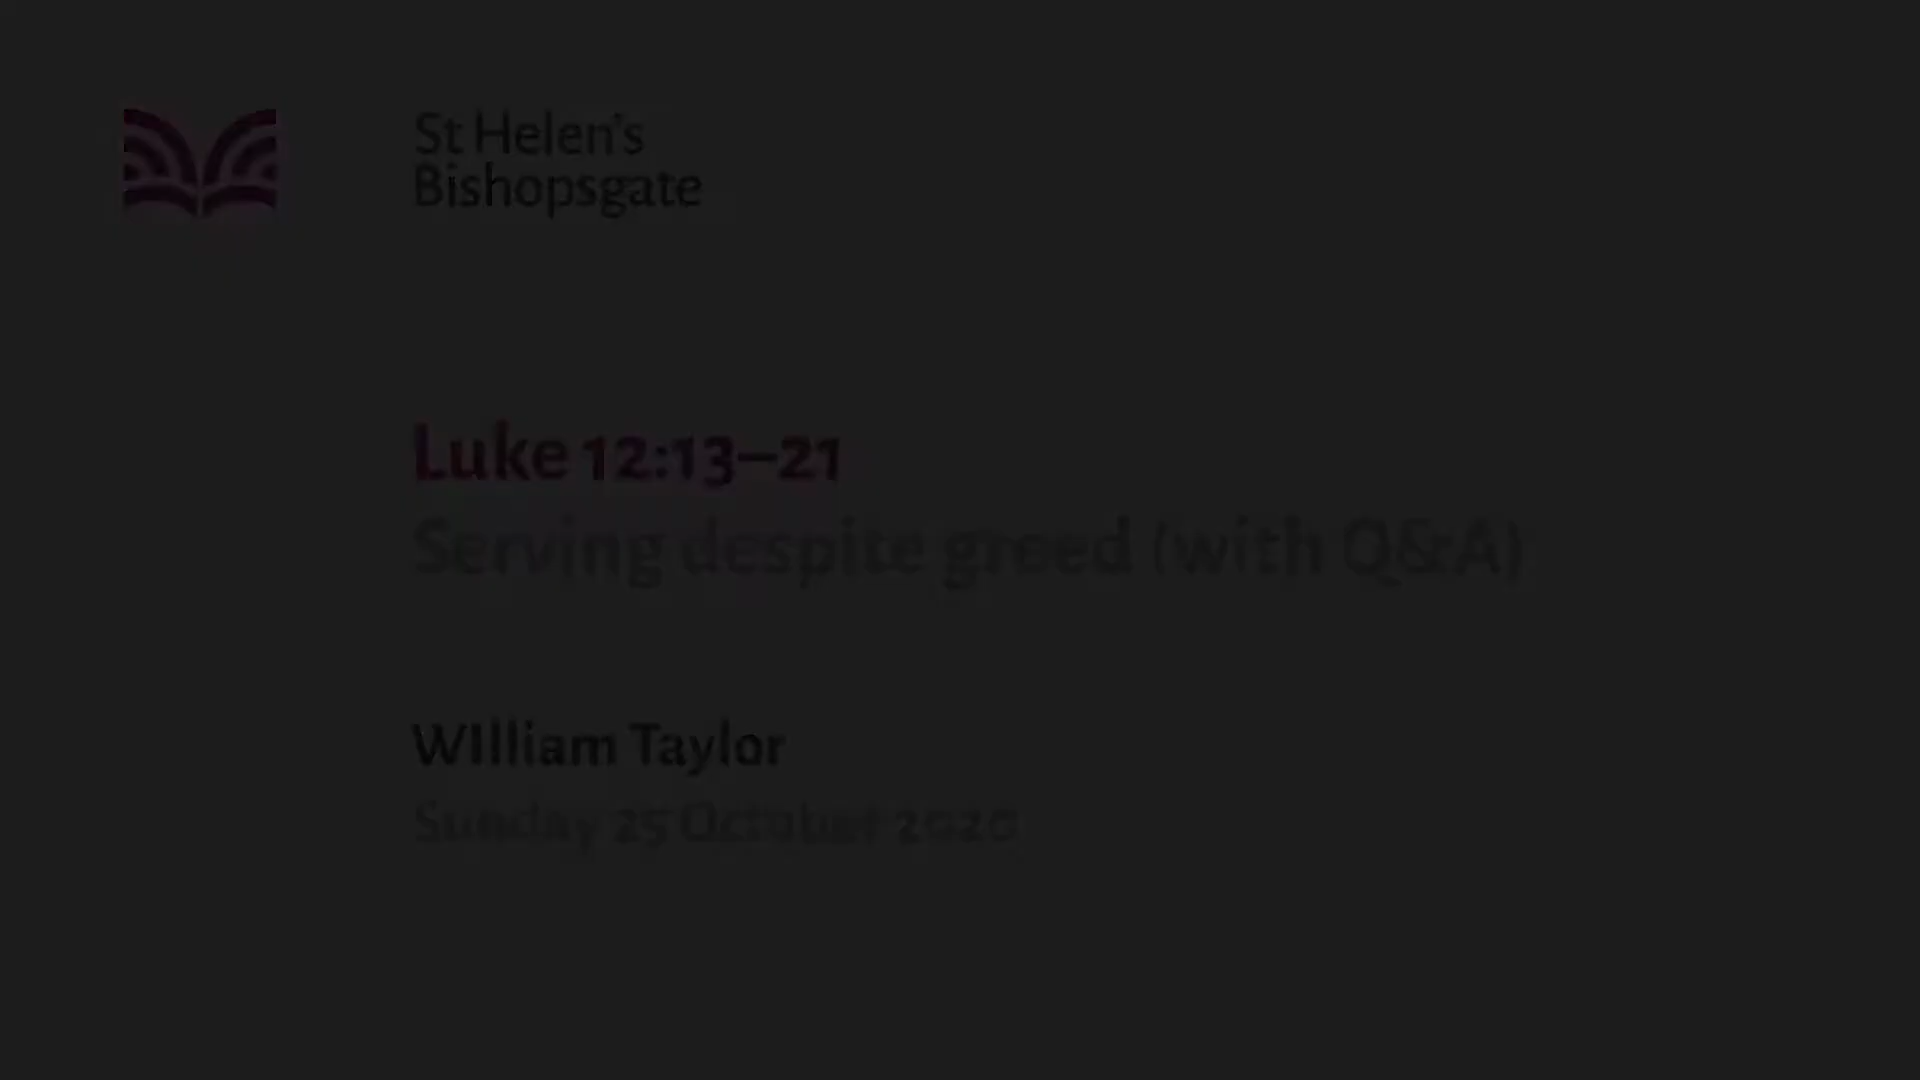 St Helen's
Bishopsgate
Luke 12:13–21
Serving despite greed (with Q&A)
WIlliam Taylor
Sunday 25 October 2020